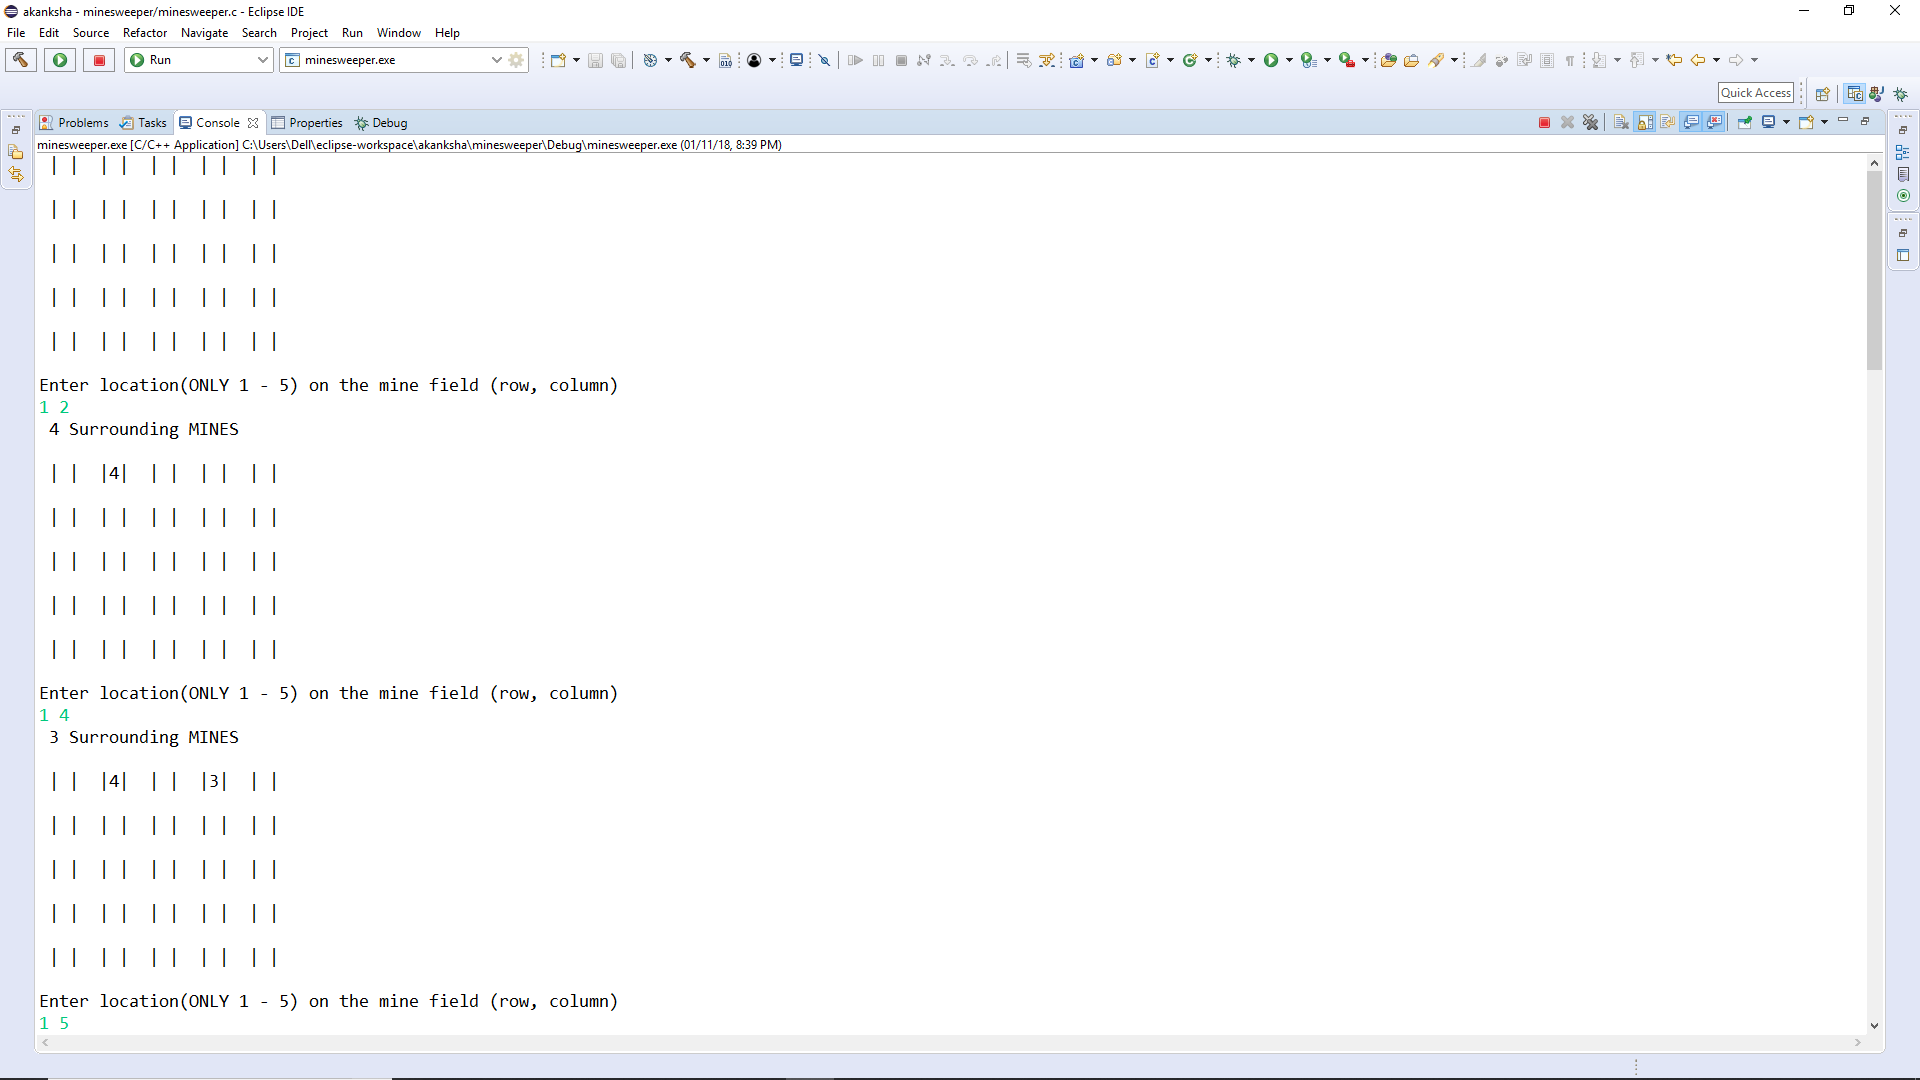 akanksha - minesweeper/minesweeper.c - Eclipse IDE
File Edit Source Refactor Navigate Search Project Run Window Help
Run minesweeper.exe
Quick Access
Problems Tasks Console Properties Debug
minesweeper.exe [C/C++ Application] C:\Users\Dell\eclipse-workspace\akanksha\minesweeper\Debug\minesweeper.exe (01/11/18, 8:39 PM)
| | | | | | | | | |
| | | | | | | | | |
| | | | | | | | | |
| | | | | | | | | |
| | | | | | | | | |
Enter location(ONLY 1 - 5) on the mine field (row, column)
1 2
4 Surrounding MINES
| | |4| | | | | | |
| | | | | | | | | |
| | | | | | | | | |
| | | | | | | | | |
| | | | | | | | | |
Enter location(ONLY 1 - 5) on the mine field (row, column)
1 4
3 Surrounding MINES
| | |4| | | |3| | |
| | | | | | | | | |
| | | | | | | | | |
| | | | | | | | | |
| | | | | | | | | |
Enter location(ONLY 1 - 5) on the mine field (row, column)
1 5